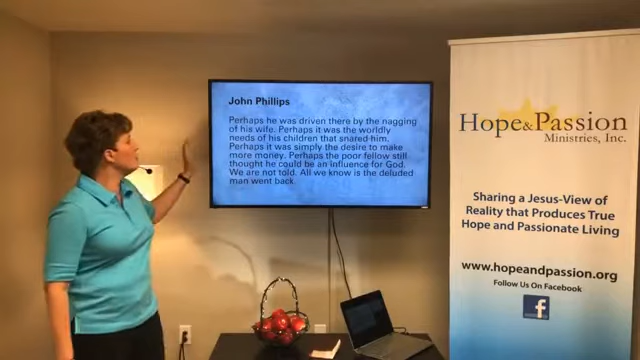 John Phillips
Perhaps he was driven there by the nagging
of his wife. Perhaps it was the worldly
needs of his children that snared him.
Perhaps it was simply the desire to make
more money. Perhaps the poor fellow still
thought he could be an influence for God.
We are not told. All we know is the deluded
man went back.
Hope&Passion
Ministries, Inc.
Sharing a Jesus-View of
Reality that Produces True
Hope and Passionate Living
www.hopeandpassion.org
Follow Us On Facebook
f